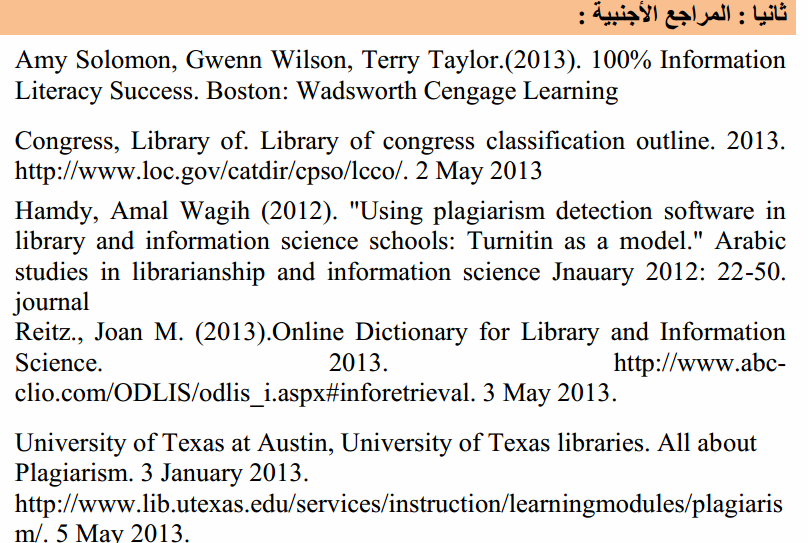 ثانيا : المراجع الأجنبية :
Amy Solomon, Gwenn Wilson, Terry Taylor.(2013). 100% Information
Literacy Success. Boston: Wadsworth Cengage Learning
Congress, Library of. Library of congress classification outline. 2013.
http://www.loc.gov/catdir/cpso/lcco/. 2 May 2013
Hamdy, Amal Wagih (2012). "Using plagiarism detection software in
library and information science schools: Turnitin as a model." Arabic
studies in librarianship and information science Jnauary 2012: 22-50.
journal
Reitz., Joan M. (2013).Online Dictionary for Library and Information
Science. 2013. http://www.abc-
clio.com/ODLIS/odlis_i.aspx#inforetrieval. 3 May 2013.
University of Texas at Austin, University of Texas libraries. All about
Plagiarism. 3 January 2013.
http://www.lib.utexas.edu/services/instruction/learningmodules/plagiaris
m/. 5 May 2013.